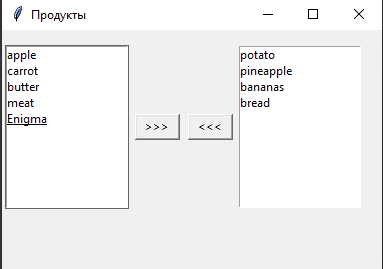 Продукты
apple
carrot
butter
meat
Enigma
>>>
<<<
potato
pineapple
bananas
bread